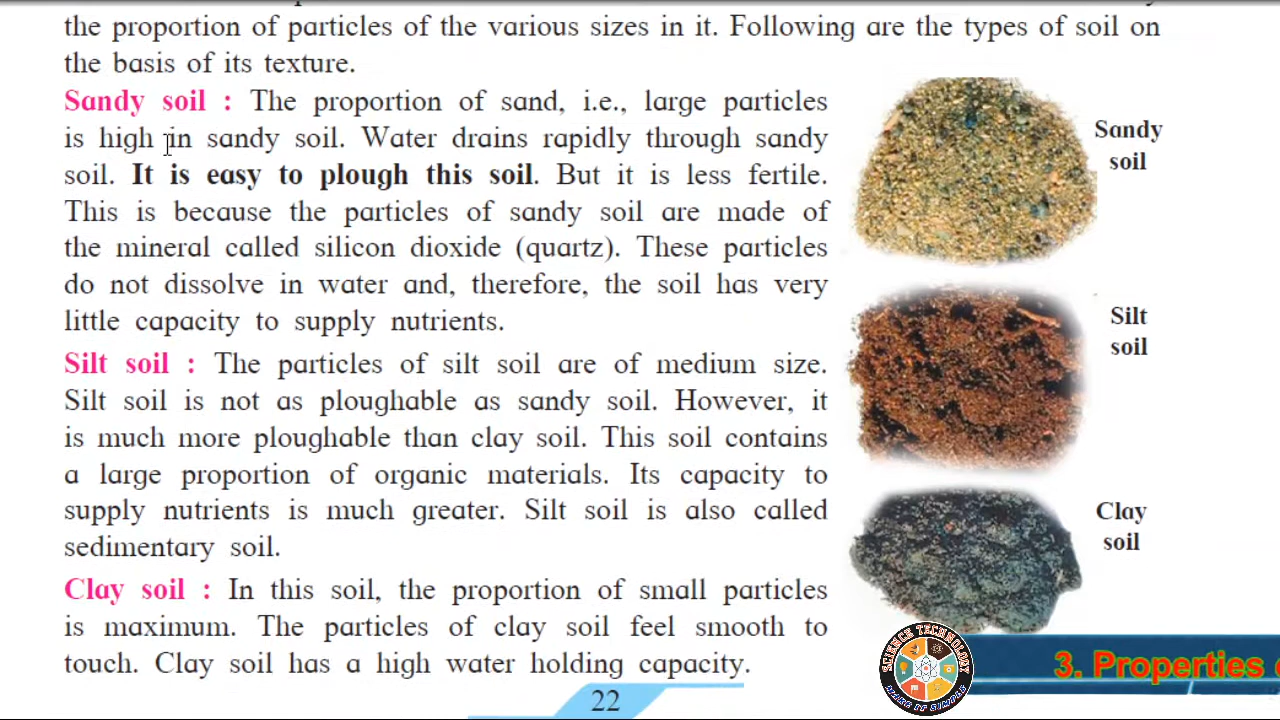 the proportion of particles of the various sizes in it. Following are the types of soil on
the basis of its texture.
Sandy soil : The proportion of sand, i.e., large particles
is high in sandy soil. Water drains rapidly through sandy
soil. It is easy to plough this soil. But it is less fertile.
This is because the particles of sandy soil are made of
the mineral called silicon dioxide (quartz). These particles
do not dissolve in water and, therefore, the soil has very
little capacity to supply nutrients.
Silt soil : The particles of silt soil are of medium size.
Silt soil is not as ploughable as sandy soil. However, it
is much more ploughable than clay soil. This soil contains
a large proportion of organic materials. Its capacity to
supply nutrients is much greater. Silt soil is also called
sedimentary soil.
Clay soil : In this soil, the proportion of small particles
is maximum. The particles of clay soil feel smooth to
touch. Clay soil has a high water holding capacity.
22
Sandy
soil
Silt
soil
Clay
soil
SCIENCE TECHNOLOGY
MAKE IT SIMPLE
3. Properties